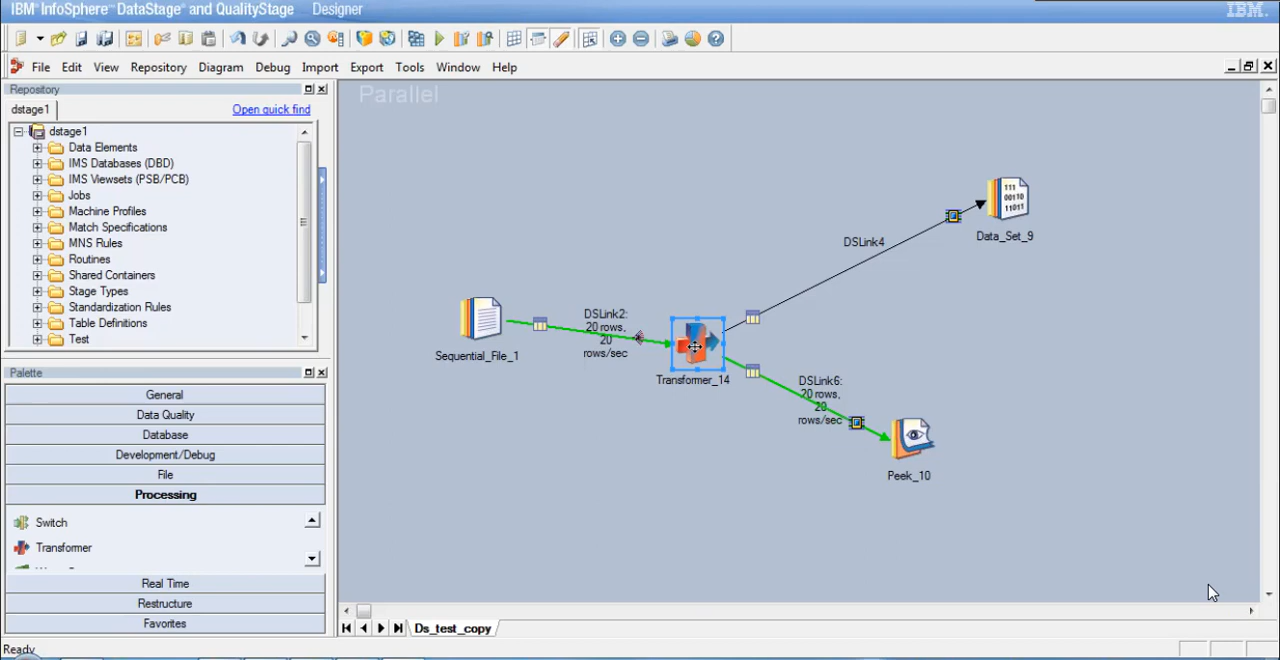 IBM® InfoSphere™ DataStage® and QualityStage Designer
IBM.
File Edit View Repository Diagram Debug Import Export Tools Window Help
Repository
dstage1
Open quick find
dstage1
Data Elements
IMS Databases (DBD)
IMS Viewsets (PSB/PCB)
Jobs
Machine Profiles
Match Specifications
MNS Rules
Routines
Shared Containers
Stage Types
Standardization Rules
Table Definitions
Test
Palette
General
Data Quality
Database
Development/Debug
File
Processing
Switch
Transformer
Real Time
Restructure
Favorites
Parallel
Data_Set_9
DSLink4
DSLink2:
20 rows,
20
rows/sec
Sequential_File_1
Transformer_14
DSLink6:
20 rows,
20
rows/sec
Peek_10
111
00110
11011
Ds_test_copy
Ready